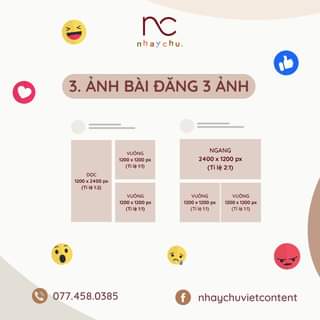 nc
nhaychu.
3. ẢNH BÀI ĐĂNG 3 ẢNH
DỌC
1200 x 2400 px
(Tỉ lệ 1:2)
VUÔNG
1200 x 1200 px
(Tỉ lệ 1:1)
VUÔNG
1200 x 1200 px
(Tỉ lệ 1:1)
NGANG
2400 x 1200 px
(Tỉ lệ 2:1)
VUÔNG
1200 x 1200 px
(Tỉ lệ 1:1)
VUÔNG
1200 x 1200 px
(Tỉ lệ 1:1)
077.458.0385
nhaychuvietcontent